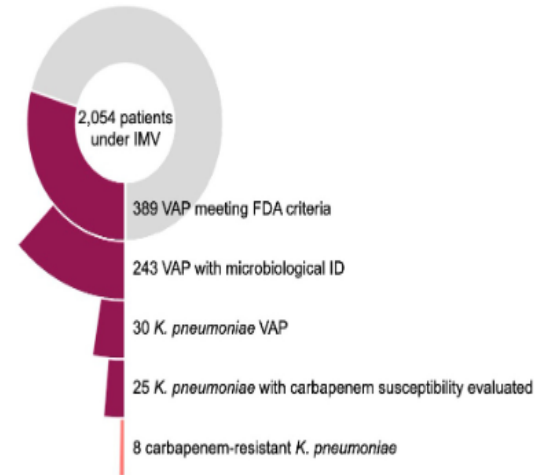 2,054 patients
under IMV
389 VAP meeting FDA criteria
243 VAP with microbiological ID
30 K. pneumoniae VAP
25 K. pneumoniae with carbapenem susceptibility evaluated
8 carbapenem-resistant K. pneumoniae